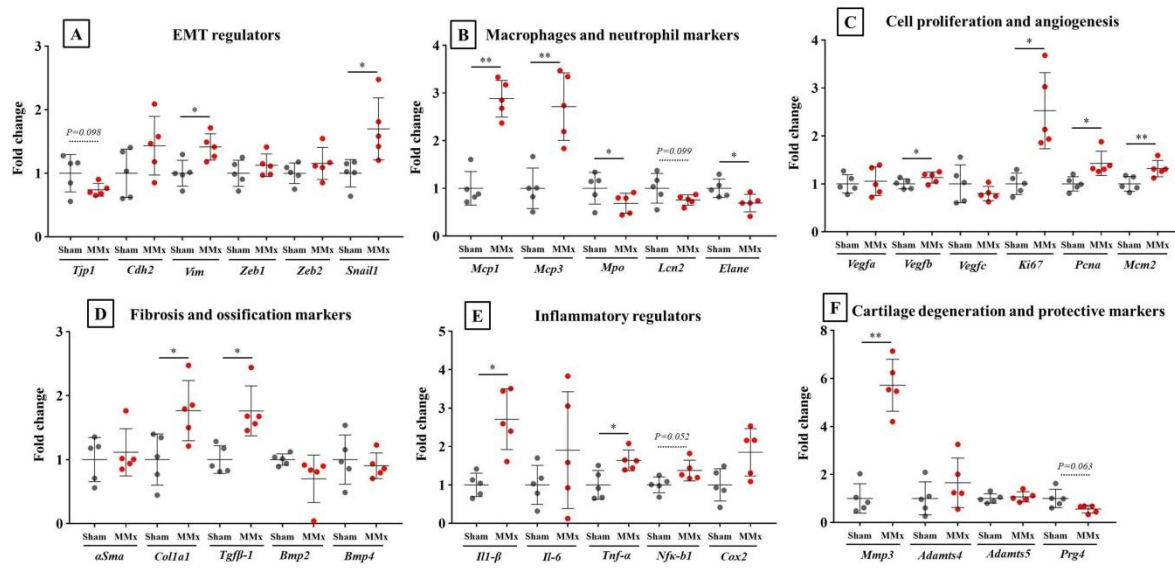 A
EMT regulators
Fold change
3
2
1
0
P=0.098
*
*
Sham MMx Sham MMx Sham MMx Sham MMx Sham MMx Sham MMx
Tjp1 Cdh2 Vim Zeb1 Zeb2 Snail1
B
Macrophages and neutrophil markers
Fold change
4
3
2
1
0
**
**
*
P=0.099
*
Sham MMx Sham MMx Sham MMx Sham MMx Sham MMx
Mcp1 Mcp3 Mpo Lcn2 Elane
C
Cell proliferation and angiogenesis
Fold change
4
3
2
1
0
*
*
*
**
Sham MMx Sham MMx Sham MMx Sham MMx Sham MMx Sham MMx
Vegfa Vegfb Vegfc Ki67 Pcna Mcm2
D
Fibrosis and ossification markers
Fold change
3
2
1
0
*
*
Sham MMx Sham MMx Sham MMx Sham MMx Sham MMx
αSma Col1a1 Tgfβ-1 Bmp2 Bmp4
E
Inflammatory regulators
Fold change
5
4
3
2
1
0
*
*
P=0.052
Sham MMx Sham MMx Sham MMx Sham MMx Sham MMx
Il1-β Il-6 Tnf-α Nfκ-b1 Cox2
F
Cartilage degeneration and protective markers
Fold change
8
6
4
2
0
**
P=0.063
Sham MMx Sham MMx Sham MMx Sham MMx
Mmp3 Adamts4 Adamts5 Prg4